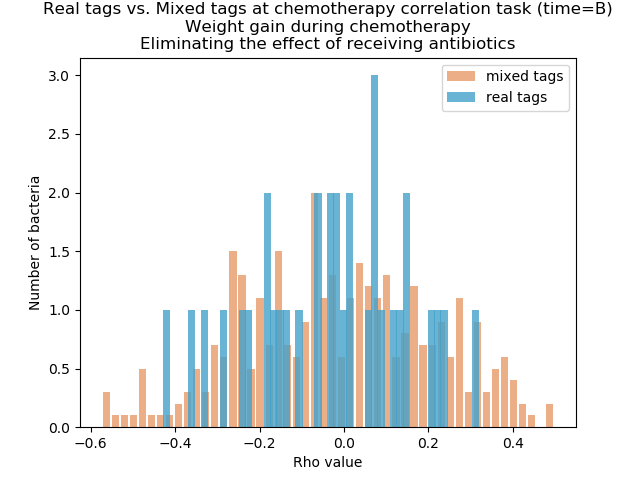 Real tags vs. Mixed tags at chemotherapy correlation task (time=B)
Weight gain during chemotherapy
Eliminating the effect of receiving antibiotics
mixed tags
real tags
Number of bacteria
3.0
2.5
2.0
1.5
1.0
0.5
0.0
−0.6
−0.4
−0.2
0.0
0.2
0.4
Rho value